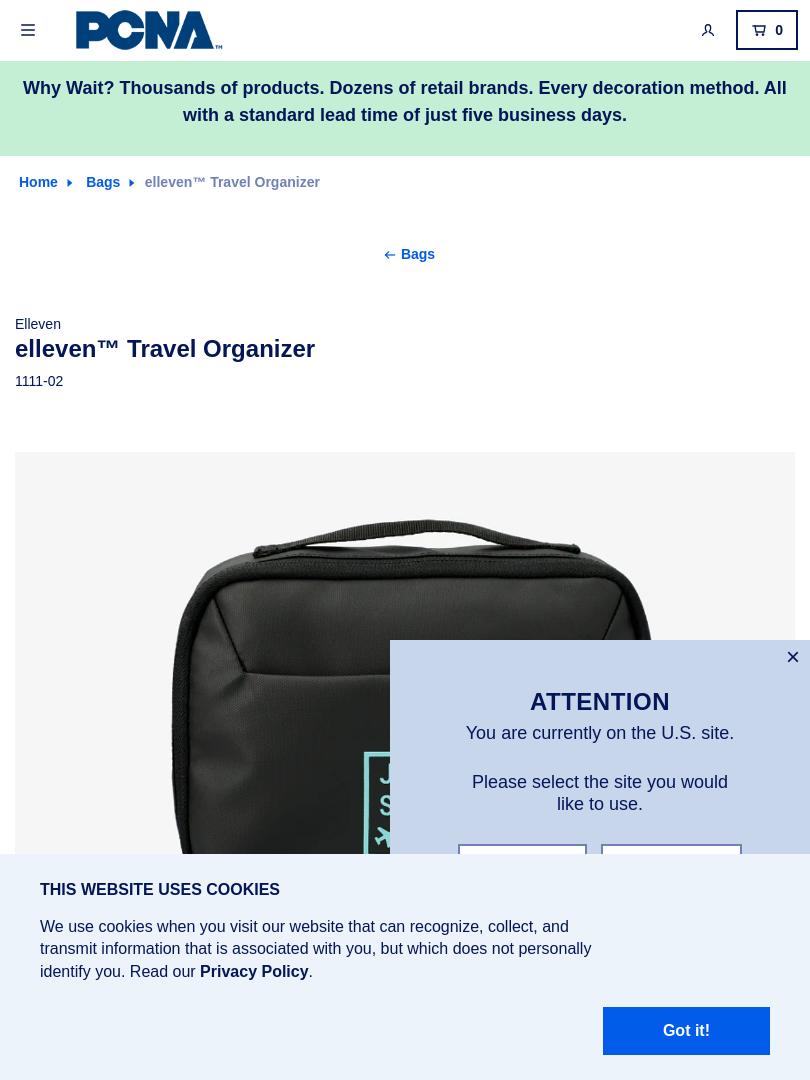 PCNA™
0
Why Wait? Thousands of products. Dozens of retail brands. Every decoration method. All
with a standard lead time of just five business days.
Home Bags elleven™ Travel Organizer
← Bags
Elleven
elleven™ Travel Organizer
1111-02
J
S
ATTENTION
You are currently on the U.S. site.
Please select the site you would
like to use.
THIS WEBSITE USES COOKIES
We use cookies when you visit our website that can recognize, collect, and
transmit information that is associated with you, but which does not personally
identify you. Read our Privacy Policy.
Got it!